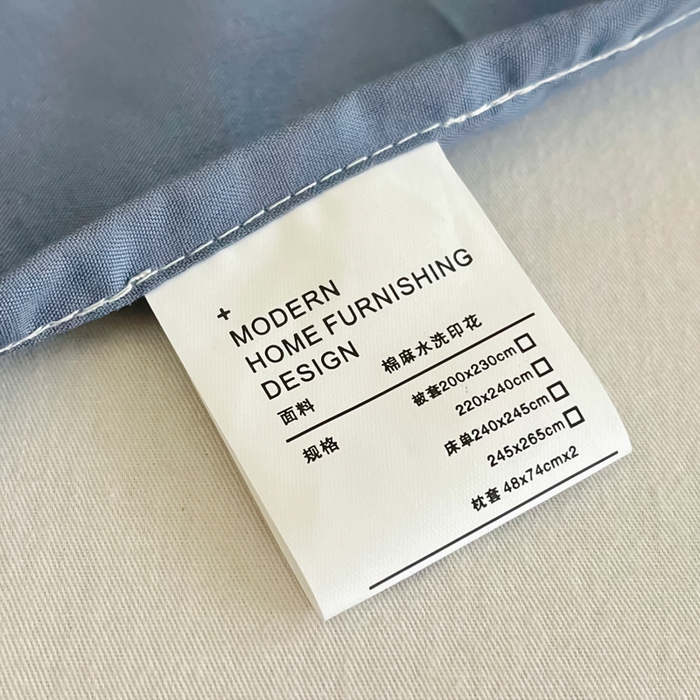 +
MODERN
HOME FURNISHING
DESIGN
面料 棉麻水洗印花
规格 被套200x230cm□
220x240cm□
床单240x245cm□
245x265cm□
枕套 48x74cmx2